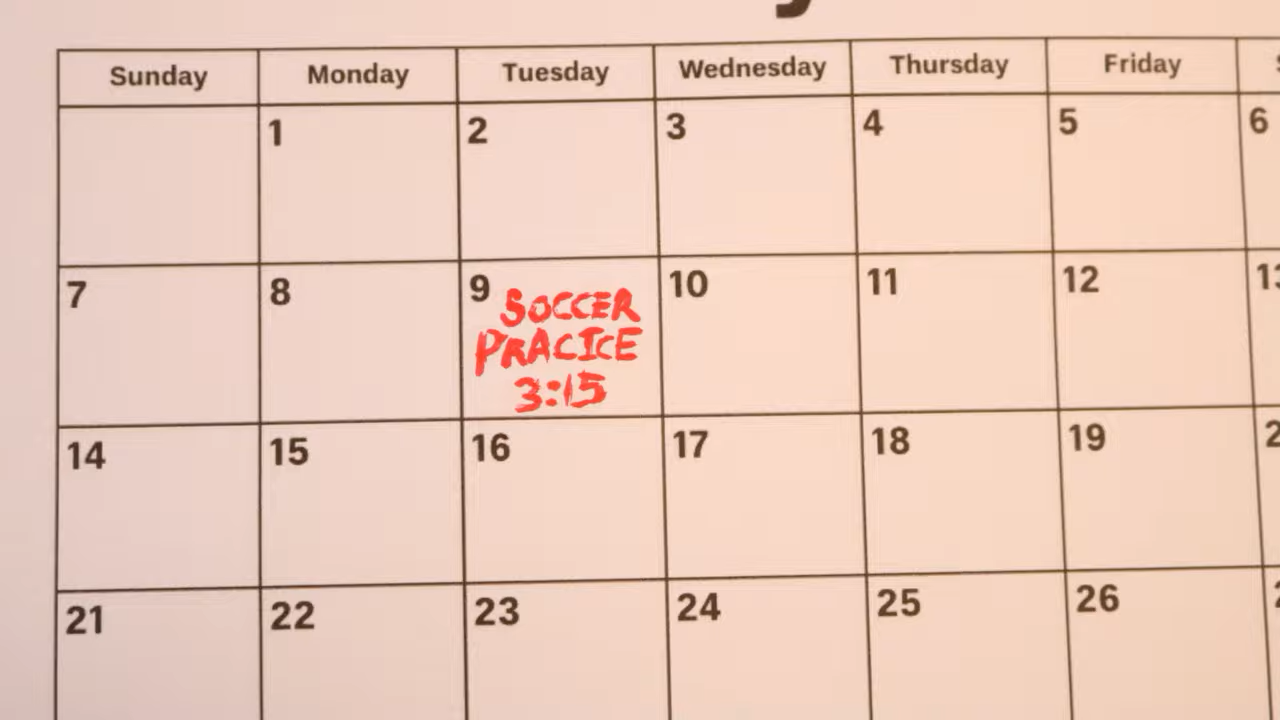 Sunday Monday Tuesday Wednesday Thursday Friday
1 2 3 4 5 6
7 8 9 10 11 12
SOCCER
PRACICE
3:15
14 15 16 17 18 19
21 22 23 24 25 26